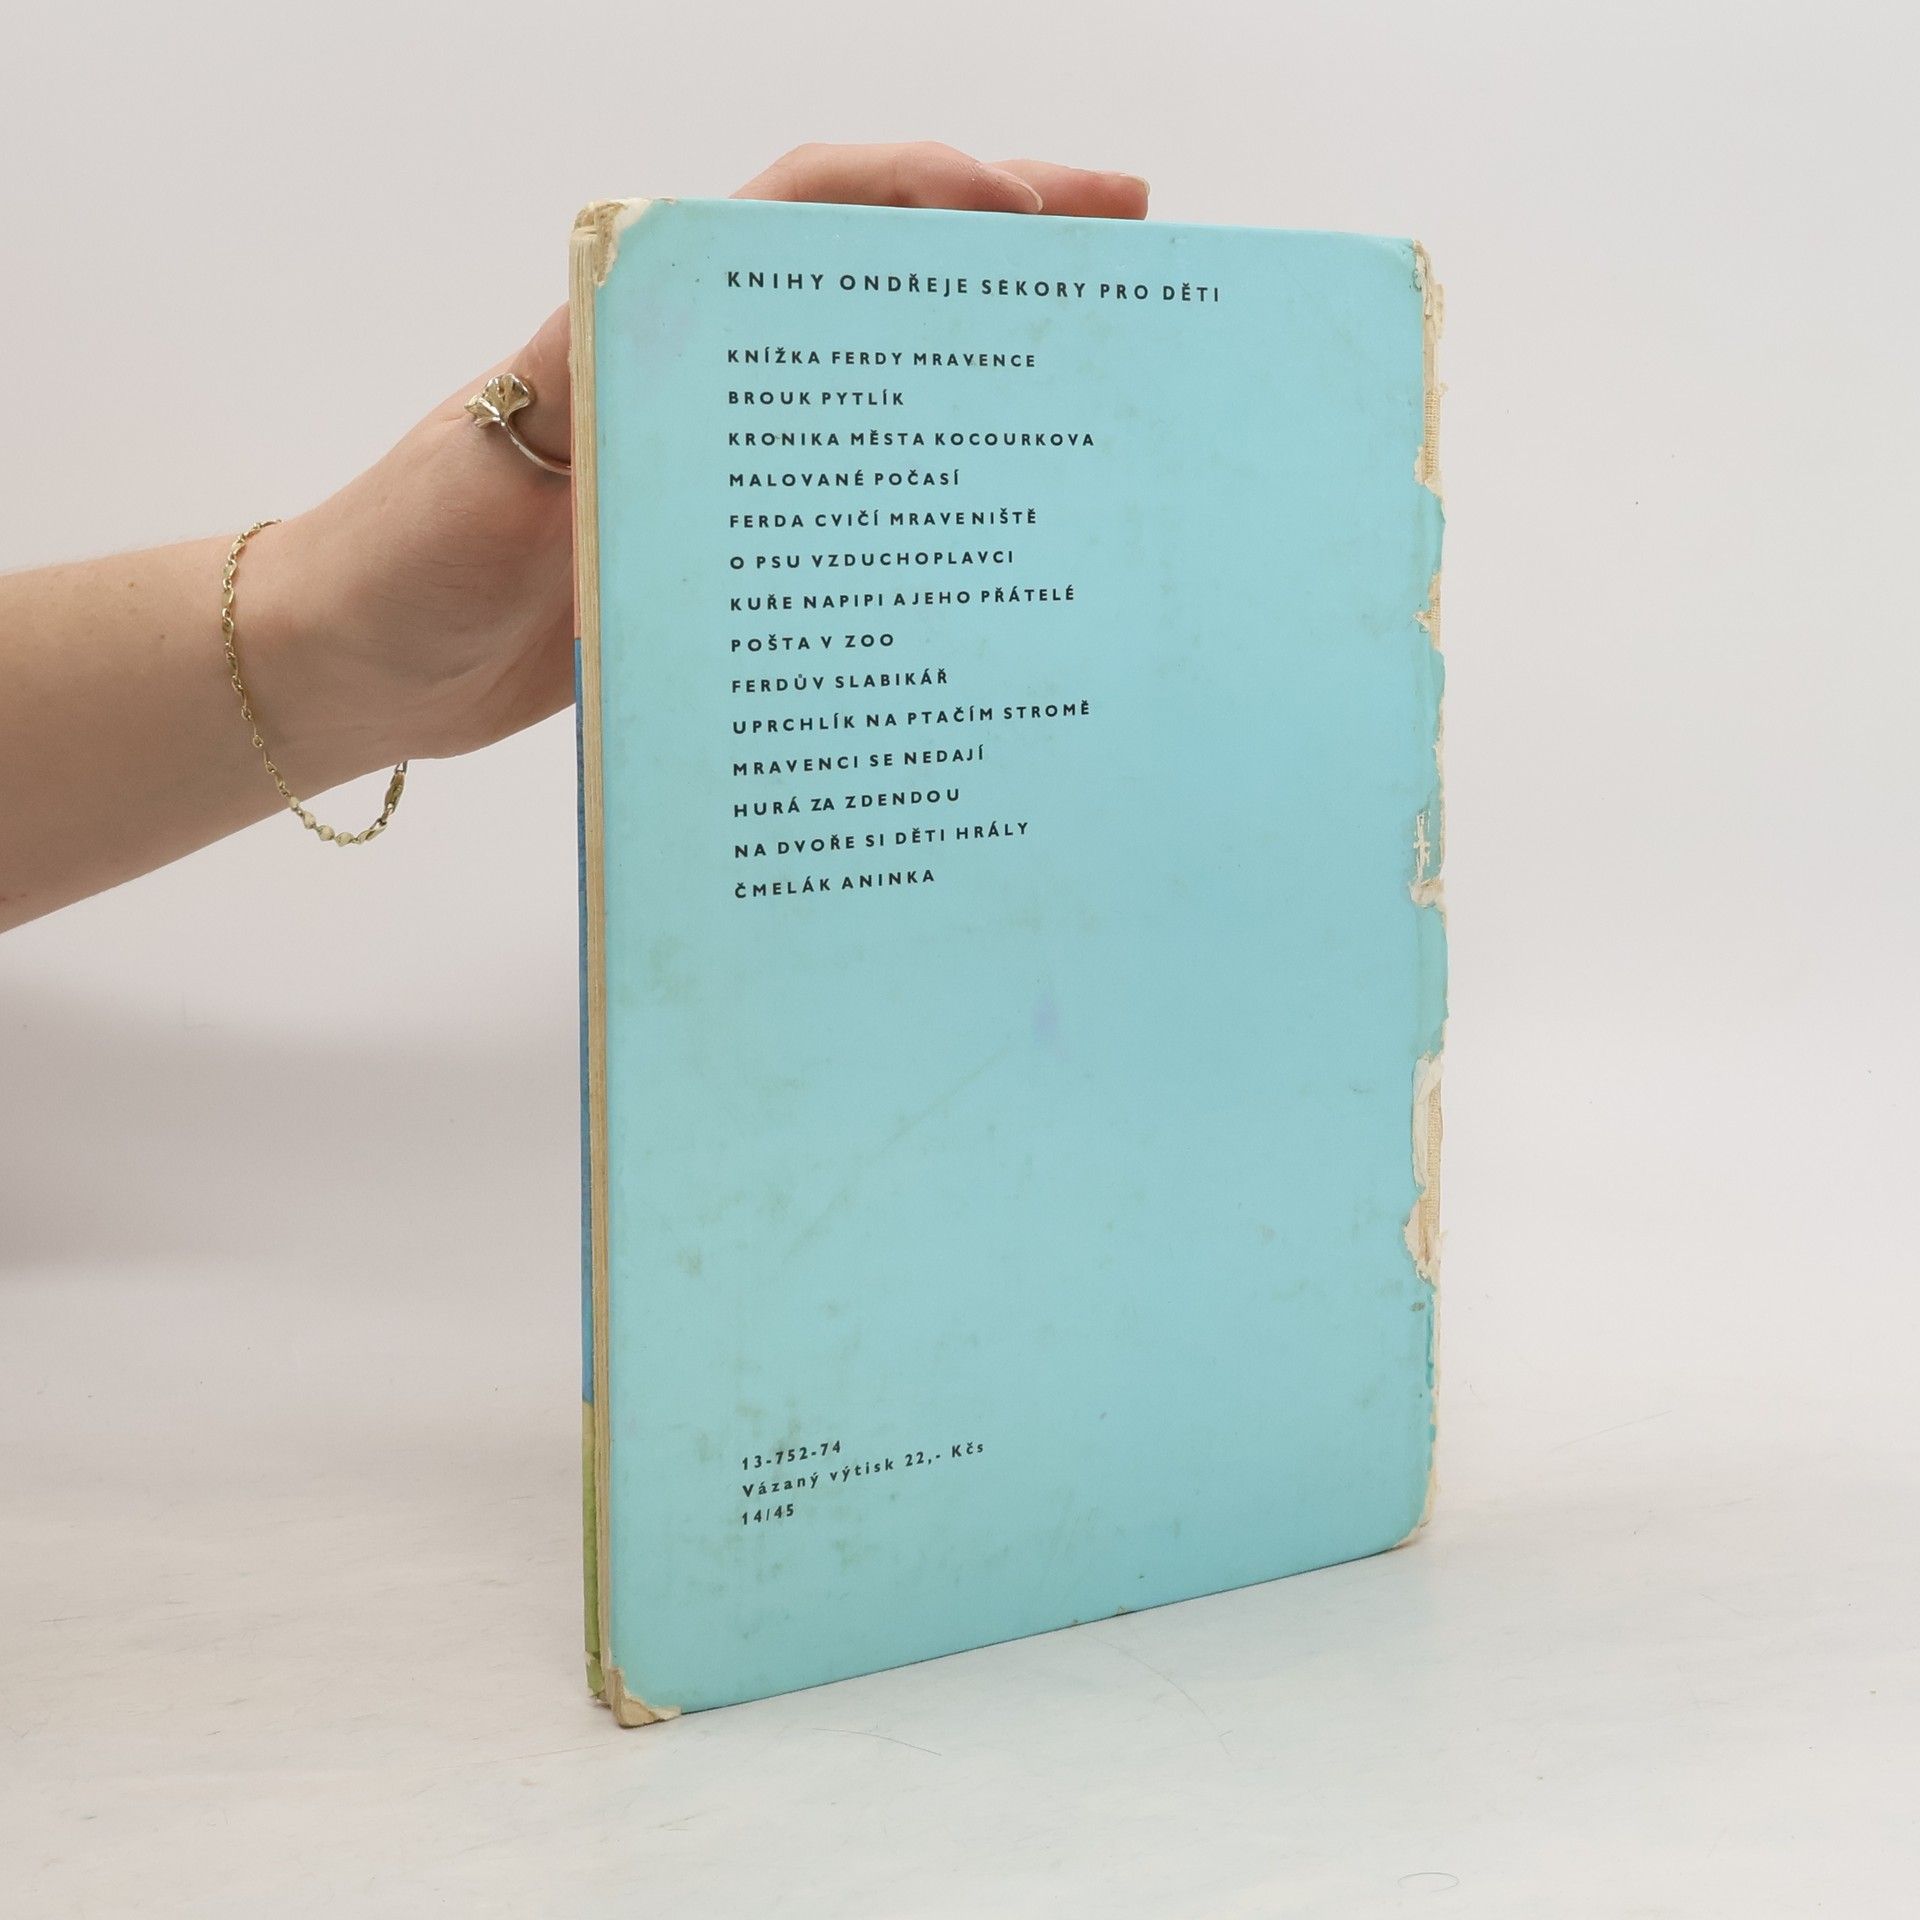 KNIHY ONDŘEJE SEKORY PRO DĚTI
KNÍŽKA FERDY MRAVENCE
BROUK PYTLÍK
KRONIKA MĚSTA KOCOURKOVA
MALOVANÉ POČASÍ
FERDA CVIČÍ MRAVENIŠTĚ
O PSU VZDUCHOPLAVCI
KUŘE NAPIPI A JEHO PŘÁTELÉ
POŠTA V ZOO
FERDŮV SLABIKÁŘ
UPRCHLÍK NA PTAČÍM STROMĚ
MRAVENCI SE NEDAJÍ
HURÁ ZA ZDENDOU
NA DVOŘE SI DĚTI HRÁLY
ČMELÁK ANINKA
13-752-74
Vázaný výtisk 22,- Kčs
14/45